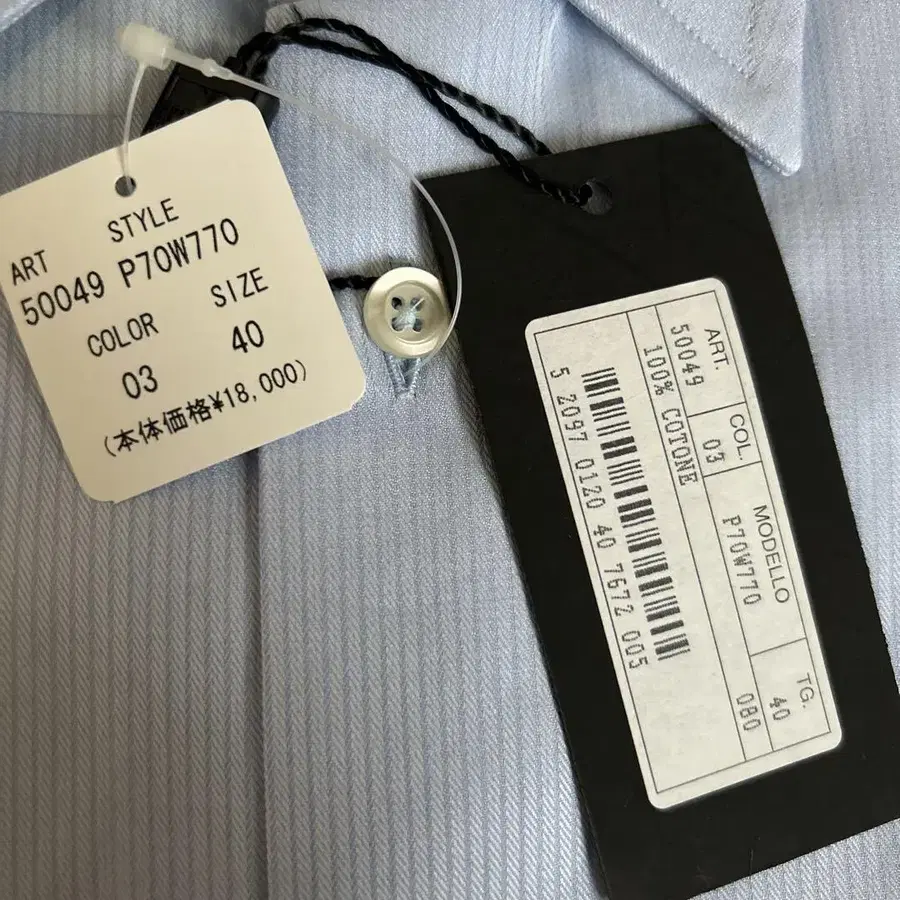 ART STYLE
50049 P70W770
COLOR SIZE
03 40
(本体価格¥18,000)
ART. COL. MODELLO TG.
50049 03 P70W770 40
100% COTONE 080
5 2097 0120 40 7672 005